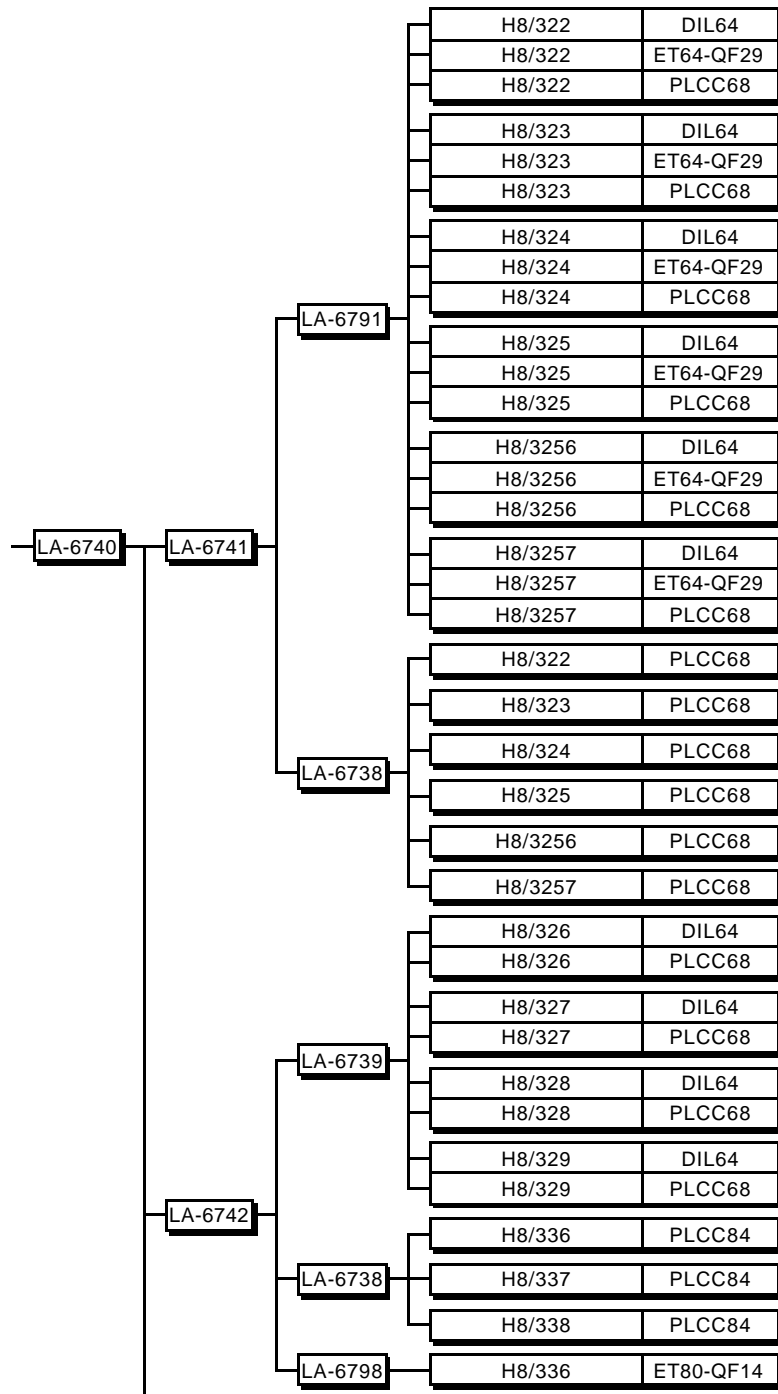 H8/322 DIL64
H8/322 ET64-QF29
H8/322 PLCC68
H8/323 DIL64
H8/323 ET64-QF29
H8/323 PLCC68
H8/324 DIL64
H8/324 ET64-QF29
H8/324 PLCC68
LA-6791
H8/325 DIL64
H8/325 ET64-QF29
H8/325 PLCC68
H8/3256 DIL64
H8/3256 ET64-QF29
H8/3256 PLCC68
LA-6740 LA-6741 H8/3257 DIL64
H8/3257 ET64-QF29
H8/3257 PLCC68
H8/322 PLCC68
H8/323 PLCC68
H8/324 PLCC68
LA-6738
H8/325 PLCC68
H8/3256 PLCC68
H8/3257 PLCC68
H8/326 DIL64
H8/326 PLCC68
H8/327 DIL64
H8/327 PLCC68
LA-6739
H8/328 DIL64
H8/328 PLCC68
H8/329 DIL64
H8/329 PLCC68
LA-6742
H8/336 PLCC84
LA-6738 H8/337 PLCC84
H8/338 PLCC84
LA-6798 H8/336 ET80-QF14